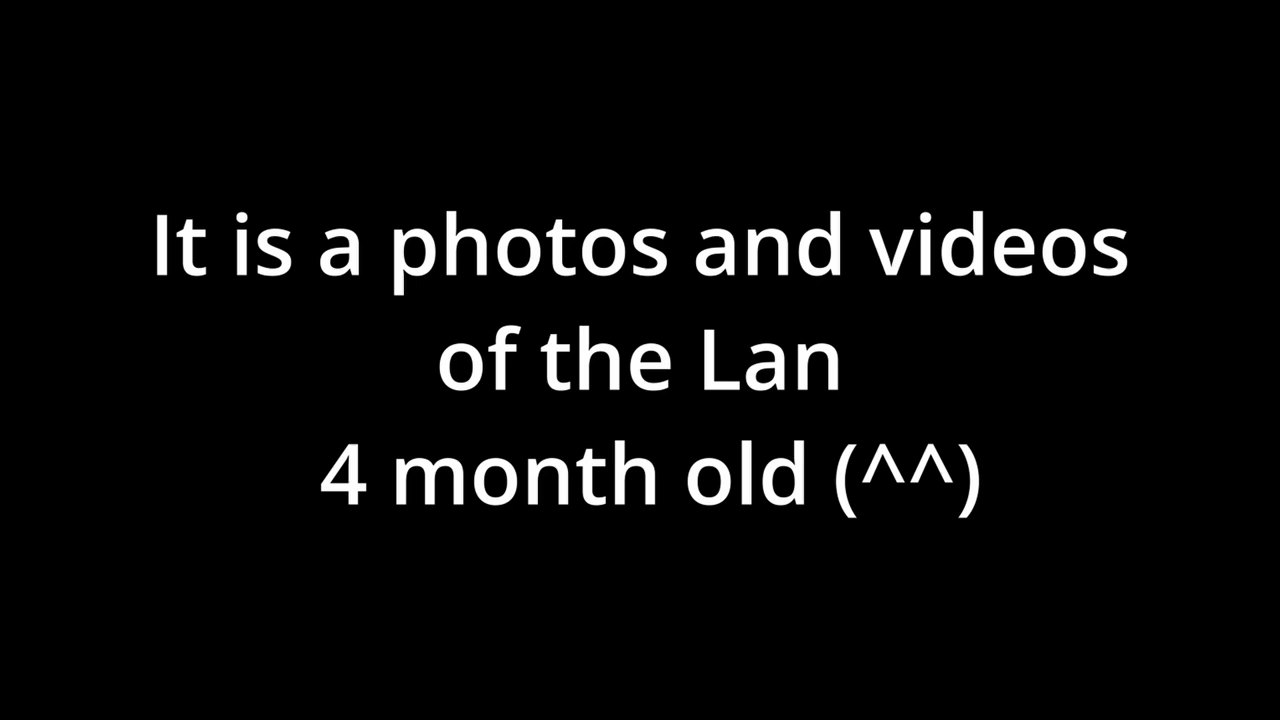 It is a photos and videos
of the Lan
4 month old (^^)